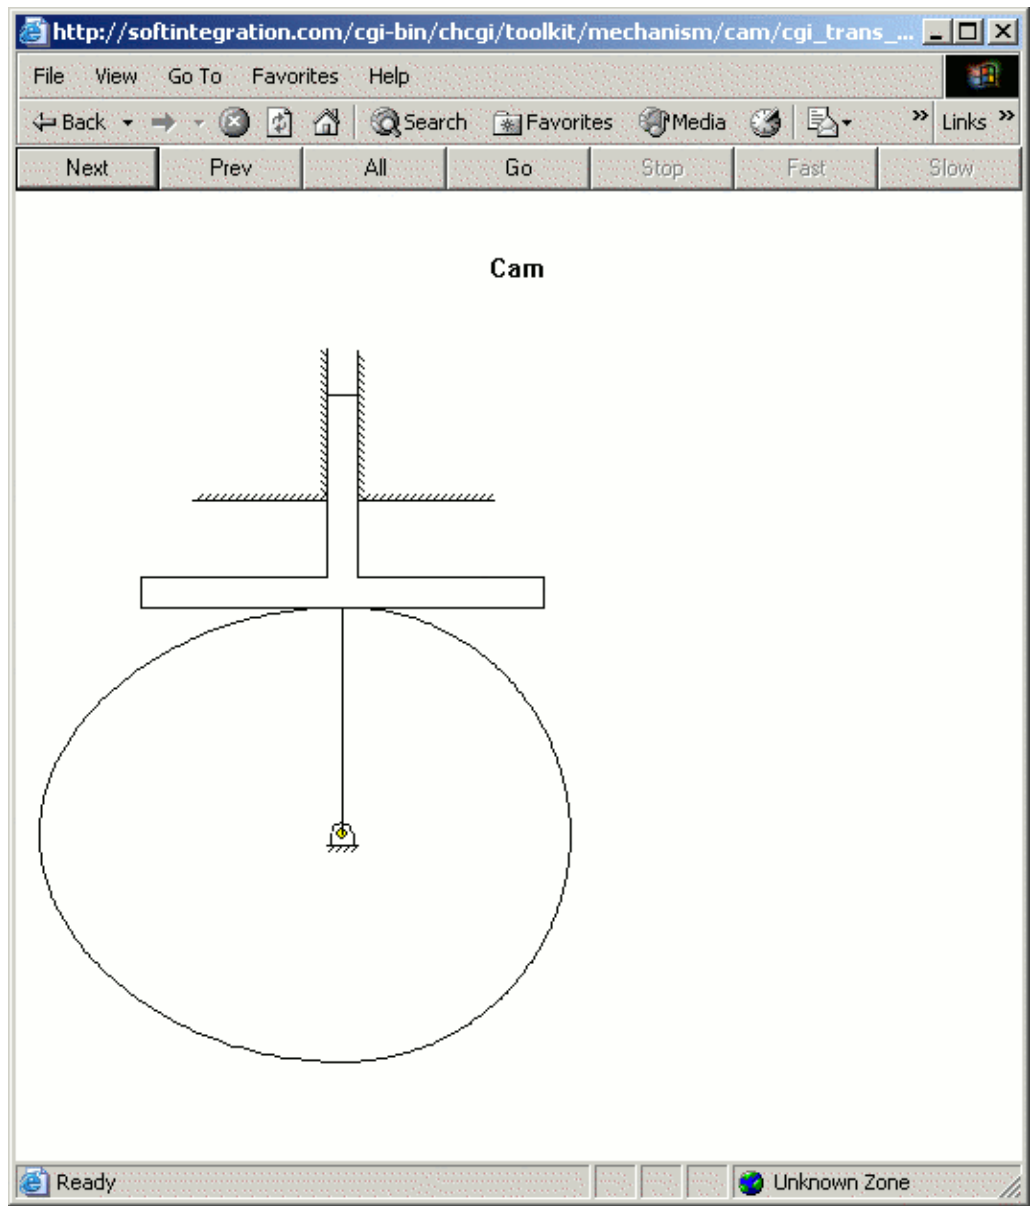 http://softintegration.com/cgi-bin/chcgi/toolkit/mechanism/cam/cgi_trans_...
File View Go To Favorites Help
Back Search Favorites Media » Links »
Next Prev All Go Stop Fast Slow
Cam
Ready Unknown Zone